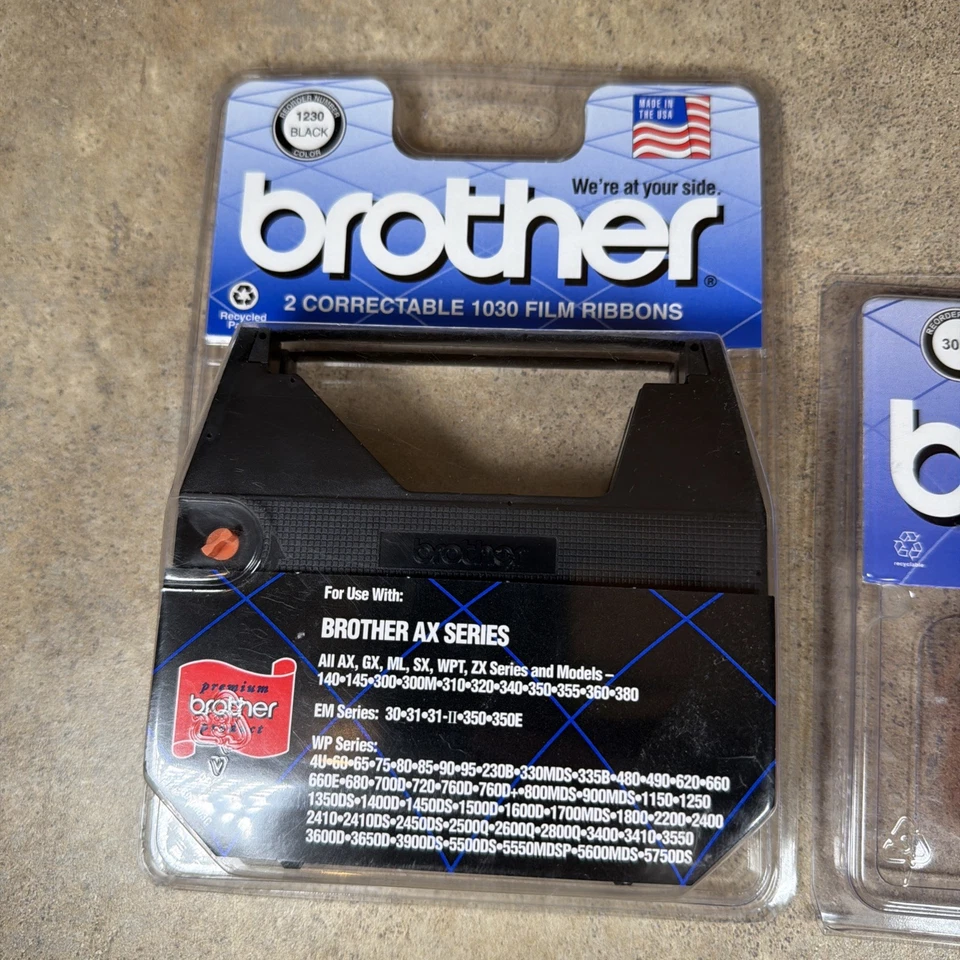 REORDER NUMBER
1230
BLACK
COLOR
MADE IN
THE USA
We're at your side.
brother®
Recycled
2 CORRECTABLE 1030 FILM RIBBONS
REORDER
30
b
recyclable
brother
For Use With:
BROTHER AX SERIES
All AX, GX, ML, SX, WPT, ZX Series and Models –
140•145•300•300M•310•320•340•350•355•360•380
EM Series: 30•31•31-II•350•350E
WP Series:
4U•60•65•75•80•85•90•95•230B•330MDS•335B•480•490•620•660
660E•680•700D•720•760D•760D+•800MDS•900MDS•1150•1250
1350DS•1400D•1450DS•1500D•1600D•1700MDS•1800•2200•2400
2410•2410DS•2450DS•2500Q•2600Q•2800Q•3400•3410•3550
3600D•3650D•3900DS•5500DS•5550MDSP•5600MDS•5750DS
premium
brother
product
V